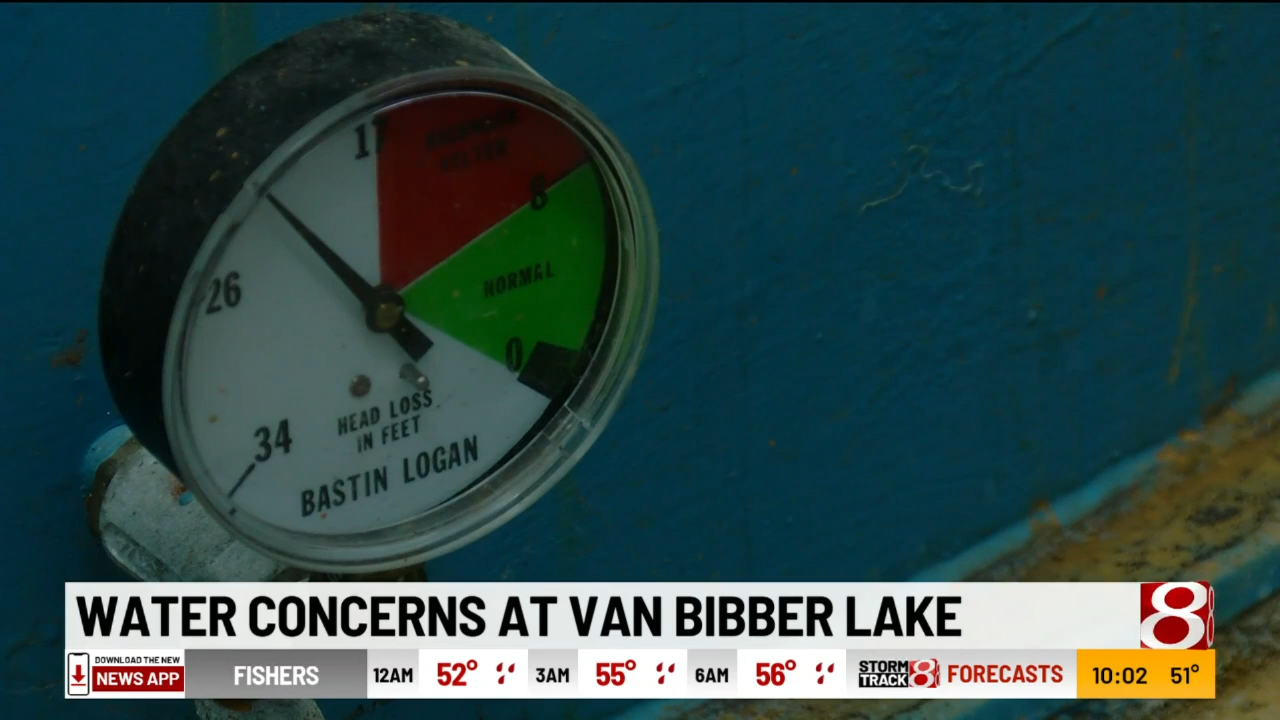 17
6
NORMAL
26
0
HEAD LOSS
IN FEET
34
BASTIN LOGAN
WATER CONCERNS AT VAN BIBBER LAKE
8
DOWNLOAD THE NEW
NEWS APP
FISHERS
12AM 52° 3AM 55° 6AM 56°
STORM
TRACK 8 FORECASTS
10:02 51°